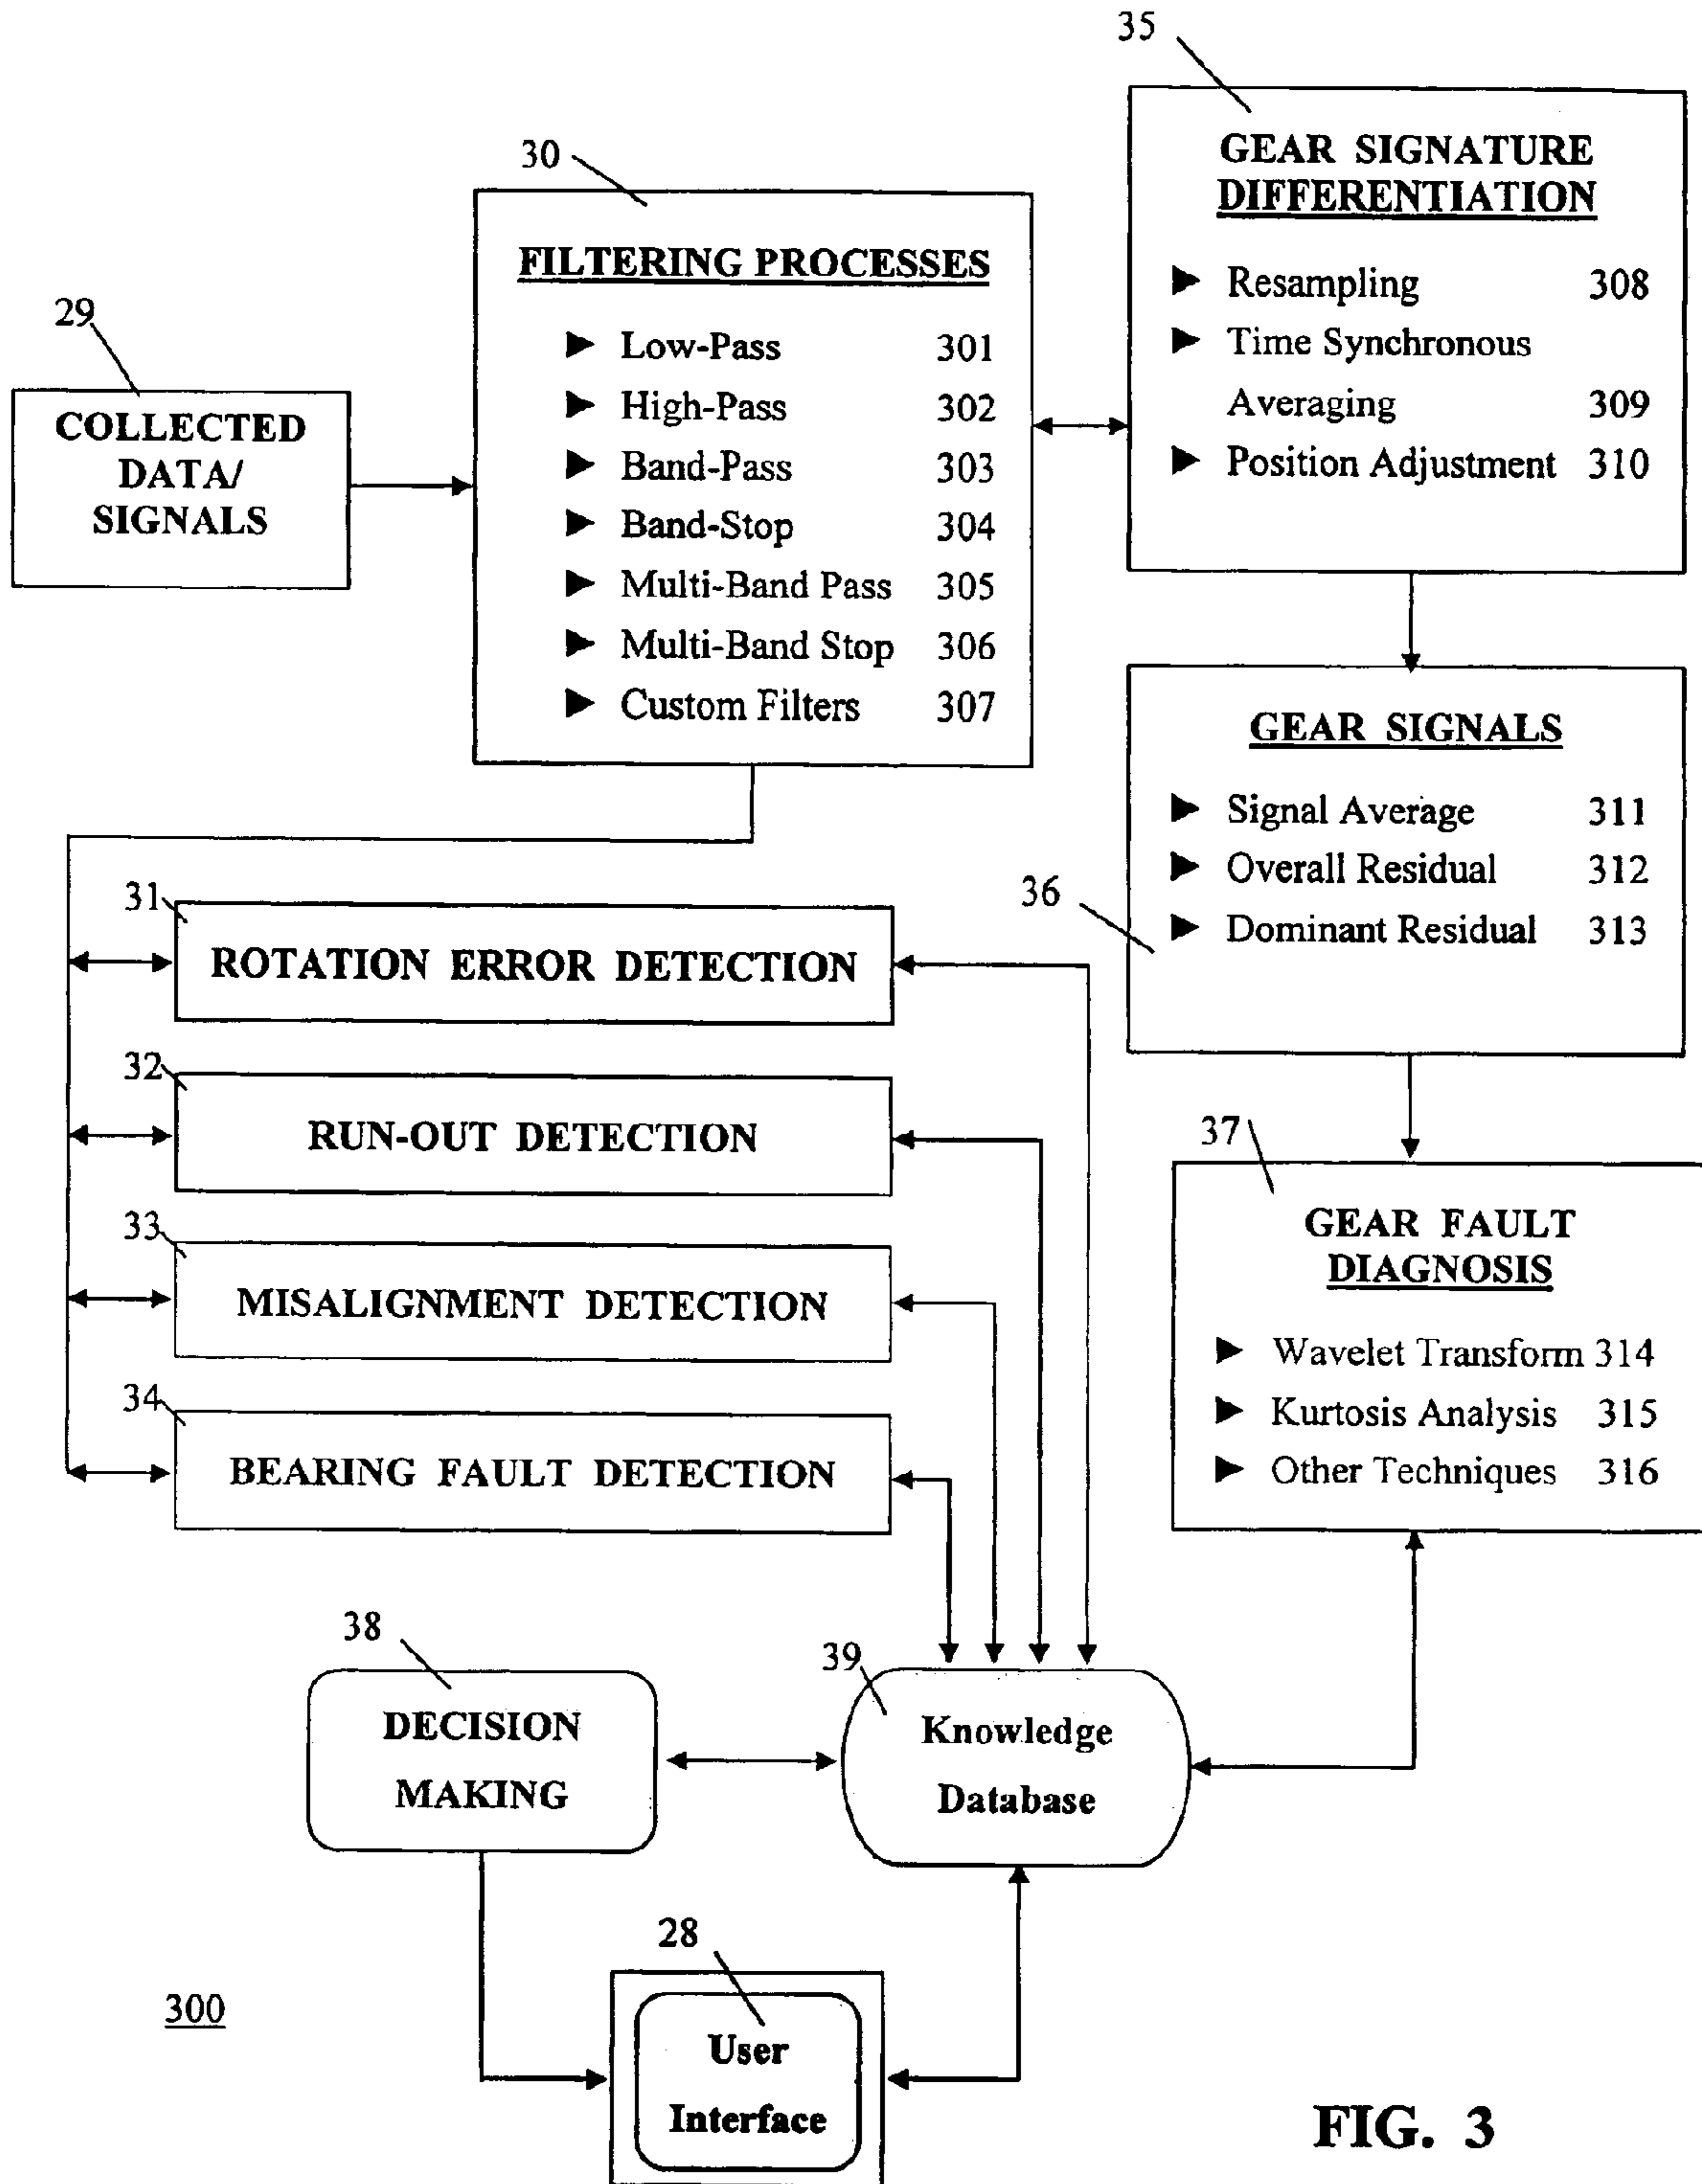 35
GEAR SIGNATURE
DIFFERENTIATION
► Resampling 308
► Time Synchronous
Averaging 309
► Position Adjustment 310
30
FILTERING PROCESSES
► Low-Pass 301
► High-Pass 302
► Band-Pass 303
► Band-Stop 304
► Multi-Band Pass 305
► Multi-Band Stop 306
► Custom Filters 307
29
COLLECTED
DATA/
SIGNALS
36
GEAR SIGNALS
► Signal Average 311
► Overall Residual 312
► Dominant Residual 313
31
ROTATION ERROR DETECTION
32
RUN-OUT DETECTION
33
MISALIGNMENT DETECTION
34
BEARING FAULT DETECTION
37
GEAR FAULT
DIAGNOSIS
► Wavelet Transform 314
► Kurtosis Analysis 315
► Other Techniques 316
38
DECISION
MAKING
39
Knowledge
Database
28
User
Interface
300
FIG. 3